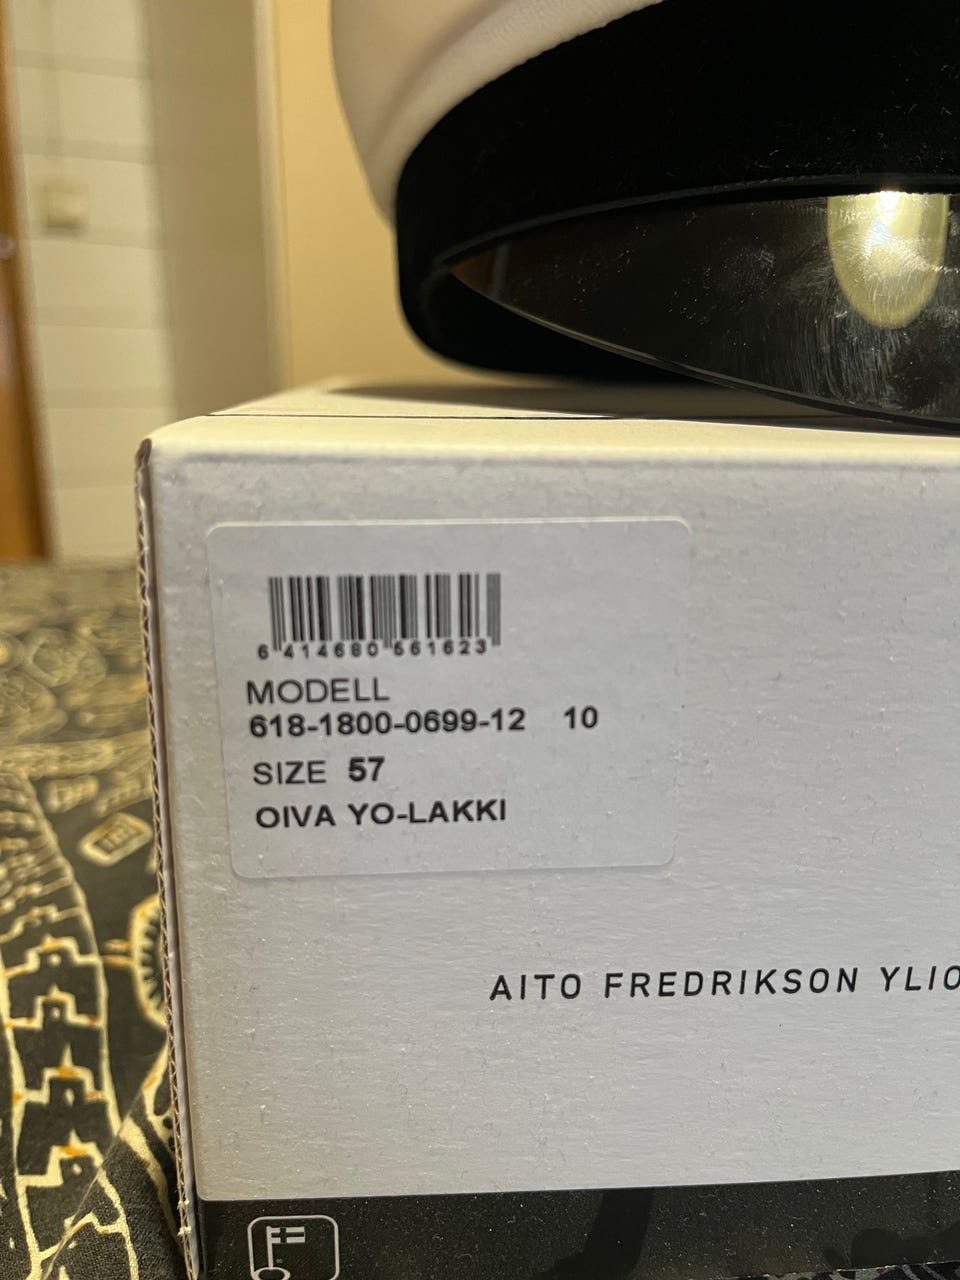 6 414680 561623
MODELL
618-1800-0699-12 10
SIZE 57
OIVA YO-LAKKI
AITO FREDRIKSON YLIO